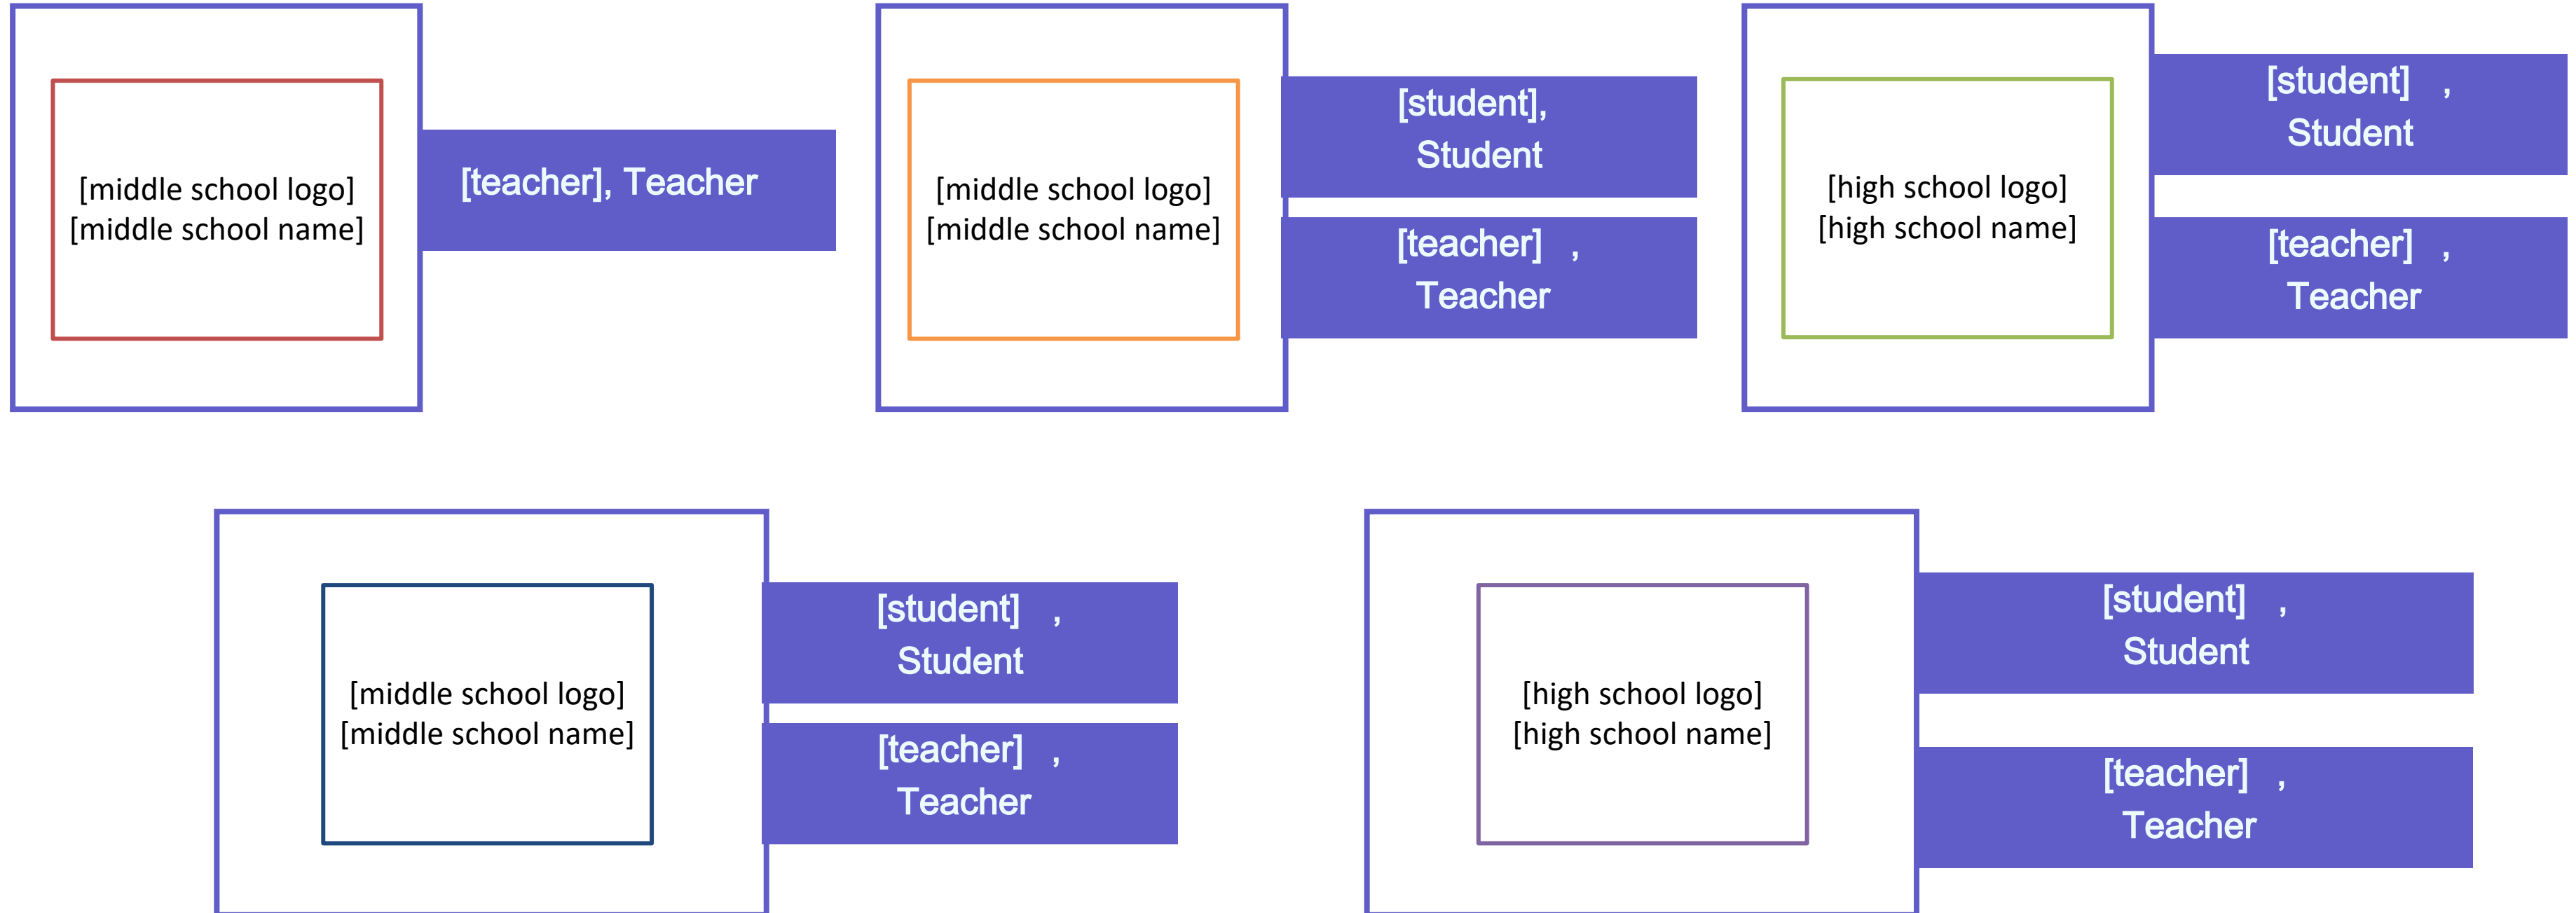 [middle school logo]
[middle school name]
[teacher], Teacher
[middle school logo]
[middle school name]
[student],
Student
[teacher] ,
Teacher
[high school logo]
[high school name]
[student] ,
Student
[teacher] ,
Teacher
[middle school logo]
[middle school name]
[student] ,
Student
[teacher] ,
Teacher
[high school logo]
[high school name]
[student] ,
Student
[teacher] ,
Teacher